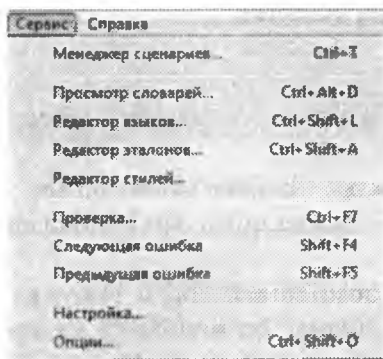 Сервис Справка
Менеджер сценариев... Ctrl+T
Просмотр словарей... Ctrl+Alt+D
Редактор языков... Ctrl+Shift+L
Редактор эталонов... Ctrl+Shift+A
Редактор стилей...
Проверка... Ctrl+F7
Следующая ошибка Shift+F4
Предыдущая ошибка Shift+F5
Настройка...
Опции... Ctrl+Shift+O